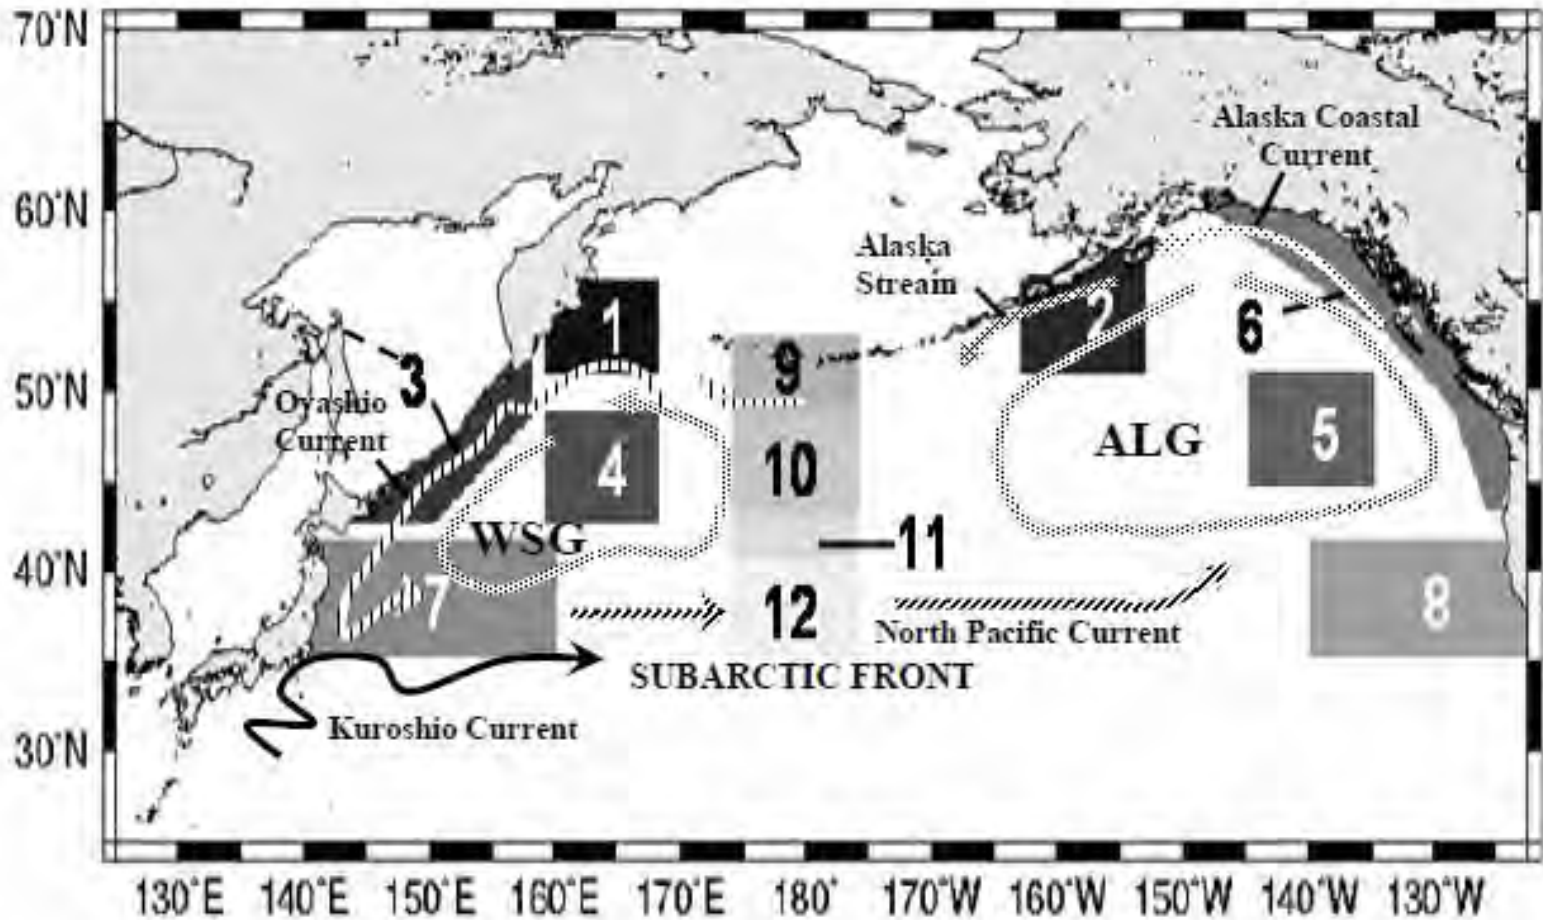 70°N
60°N
50°N
40°N
30°N
Alaska Coastal
Current
Alaska
Stream
1
2
3
6
9
Oyashio
Current
4
10
ALG
5
WSG
11
7
12
8
North Pacific Current
SUBARCTIC FRONT
Kuroshio Current
130°E 140°E 150°E 160°E 170°E 180° 170°W 160°W 150°W 140°W 130°W